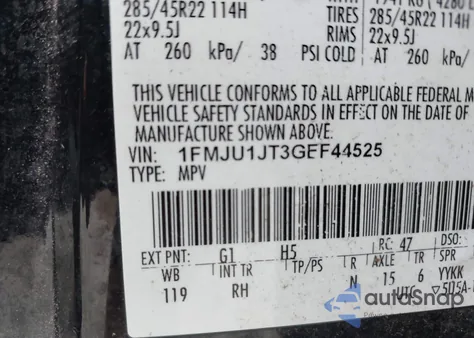 285/45R22 114H TIRES 285/45R22 114H
22x9.5J RIMS 22x9.5J
AT 260 kPa/ 38 PSI COLD AT 260 kPa/
THIS VEHICLE CONFORMS TO ALL APPLICABLE FEDERAL M
VEHICLE SAFETY STANDARDS IN EFFECT ON THE DATE O
MANUFACTURE SHOWN ABOVE.
VIN: 1FMJU1JT3GEF44525
TYPE: MPV
EXT PNT: G1 H5 RC: 47 DSO:
WB INT TR TP/PS R AXLE TR SPR
119 RH N 15 6 YYKK
UTC ▽5U5A-
autoSnap